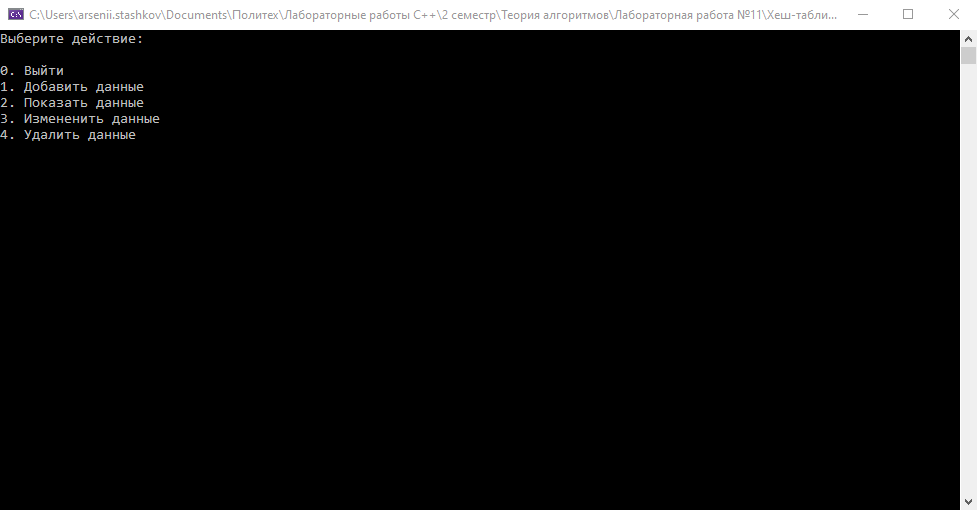 C:\Users\arsenii.stashkov\Documents\Политех\Лабораторные работы C++\2 семестр\Теория алгоритмов\Лабораторная работа №11\Хеш-табли...
Выберите действие:
0. Выйти
1. Добавить данные
2. Показать данные
3. Измененить данные
4. Удалить данные